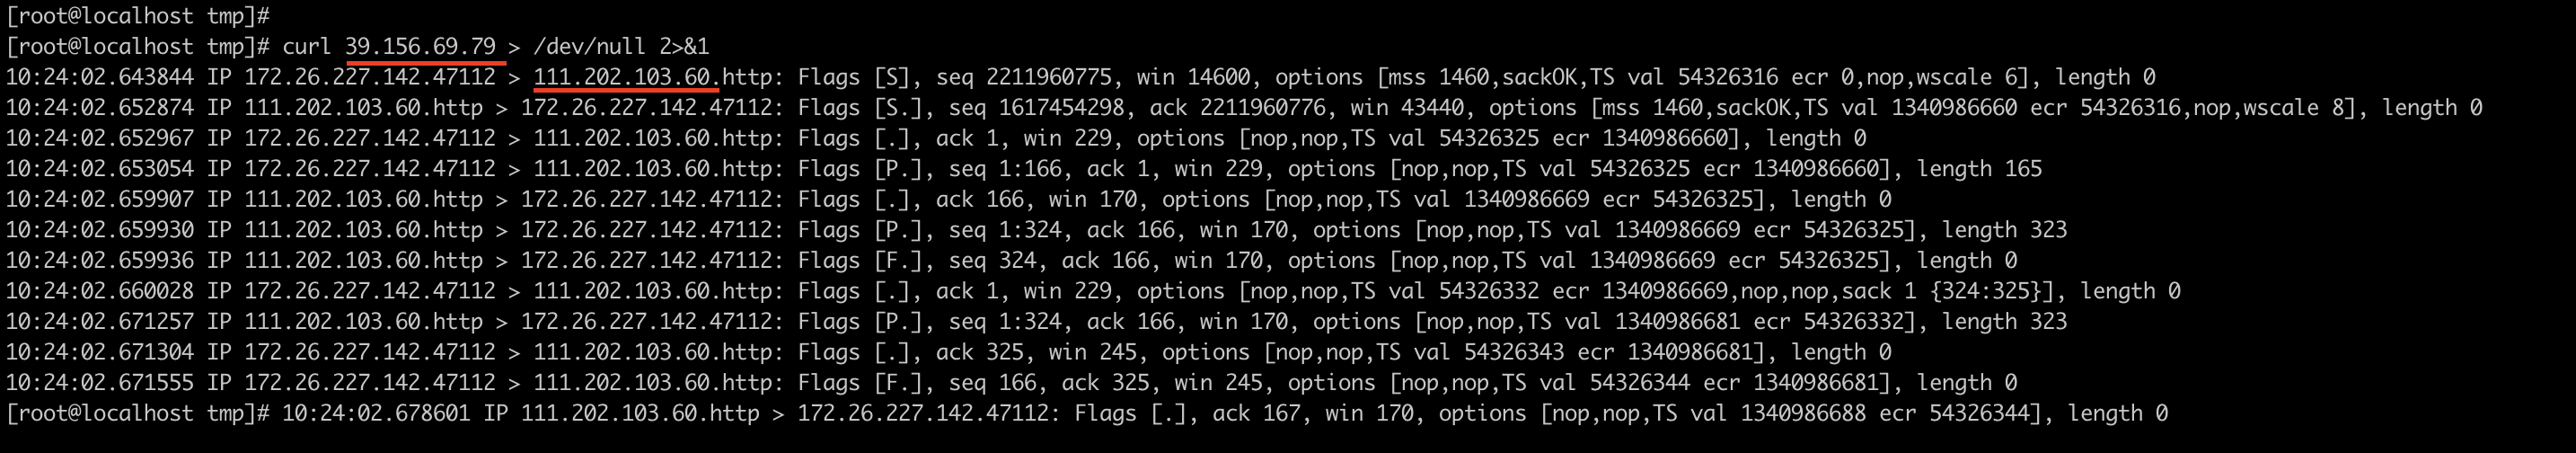 [root@localhost tmp]#
[root@localhost tmp]# curl 39.156.69.79 > /dev/null 2>&1
10:24:02.643844 IP 172.26.227.142.47112 > 111.202.103.60.http: Flags [S], seq 2211960775, win 14600, options [mss 1460,sackOK,TS val 54326316 ecr 0,nop,wscale 6], length 0
10:24:02.652874 IP 111.202.103.60.http > 172.26.227.142.47112: Flags [S.], seq 1617454298, ack 2211960776, win 43440, options [mss 1460,sackOK,TS val 1340986660 ecr 54326316,nop,wscale 8], length 0
10:24:02.652967 IP 172.26.227.142.47112 > 111.202.103.60.http: Flags [.], ack 1, win 229, options [nop,nop,TS val 54326325 ecr 1340986660], length 0
10:24:02.653054 IP 172.26.227.142.47112 > 111.202.103.60.http: Flags [P.], seq 1:166, ack 1, win 229, options [nop,nop,TS val 54326325 ecr 1340986660], length 165
10:24:02.659907 IP 111.202.103.60.http > 172.26.227.142.47112: Flags [.], ack 166, win 170, options [nop,nop,TS val 1340986669 ecr 54326325], length 0
10:24:02.659930 IP 111.202.103.60.http > 172.26.227.142.47112: Flags [P.], seq 1:324, ack 166, win 170, options [nop,nop,TS val 1340986669 ecr 54326325], length 323
10:24:02.659936 IP 111.202.103.60.http > 172.26.227.142.47112: Flags [F.], seq 324, ack 166, win 170, options [nop,nop,TS val 1340986669 ecr 54326325], length 0
10:24:02.660028 IP 172.26.227.142.47112 > 111.202.103.60.http: Flags [.], ack 1, win 229, options [nop,nop,TS val 54326332 ecr 1340986669,nop,nop,sack 1 {324:325}], length 0
10:24:02.671257 IP 111.202.103.60.http > 172.26.227.142.47112: Flags [P.], seq 1:324, ack 166, win 170, options [nop,nop,TS val 1340986681 ecr 54326332], length 323
10:24:02.671304 IP 172.26.227.142.47112 > 111.202.103.60.http: Flags [.], ack 325, win 245, options [nop,nop,TS val 54326343 ecr 1340986681], length 0
10:24:02.671555 IP 172.26.227.142.47112 > 111.202.103.60.http: Flags [F.], seq 166, ack 325, win 245, options [nop,nop,TS val 54326344 ecr 1340986681], length 0
[root@localhost tmp]# 10:24:02.678601 IP 111.202.103.60.http > 172.26.227.142.47112: Flags [.], ack 167, win 170, options [nop,nop,TS val 1340986688 ecr 54326344], length 0